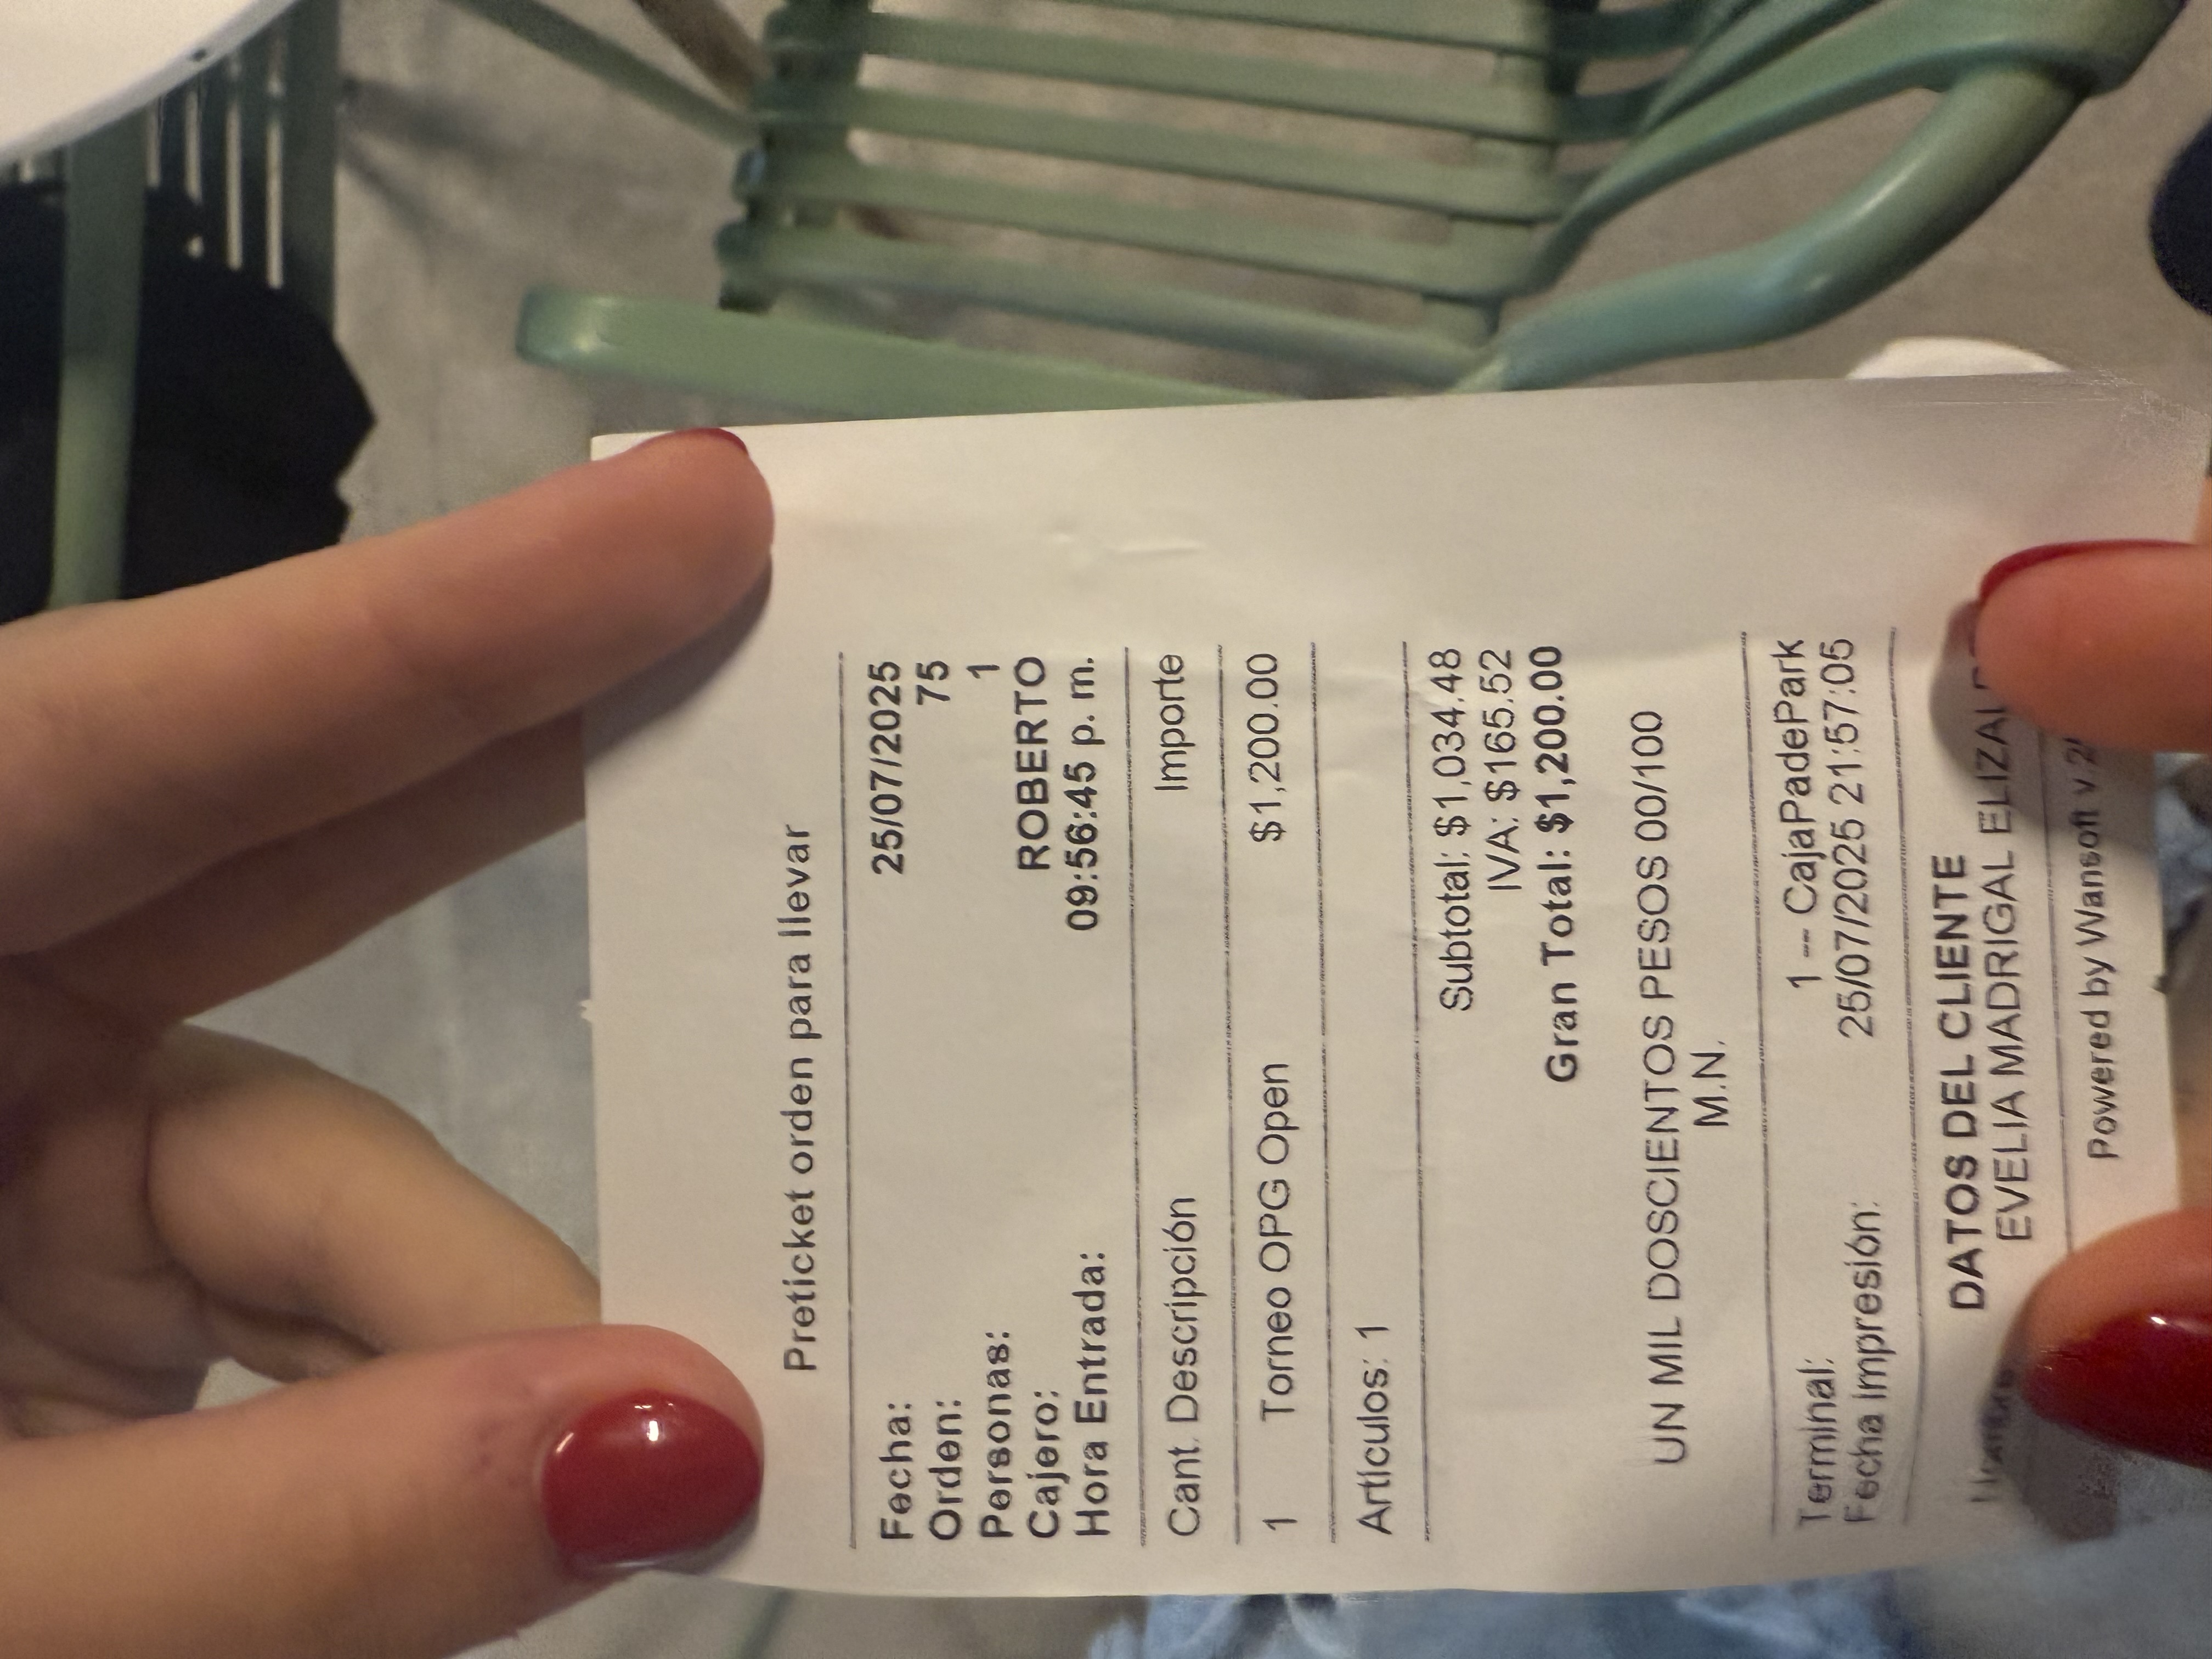 Preticket orden para llevar
Fecha: 25/07/2025
Orden: 75
Personas: 1
Cajero: ROBERTO
Hora Entrada: 09:56:45 p. m.
Cant. Descripción Importe
1 Torneo OPG Open $1,200.00
Artículos: 1
Subtotal: $1,034.48
IVA: $165.52
Gran Total: $1,200.00
UN MIL DOSCIENTOS PESOS 00/100
M.N.
Terminal: 1 -- CajaPadePark
Fecha Impresión: 25/07/2025 21:57:05
DATOS DEL CLIENTE
EVELIA MADRIGAL
Powered by Wansoft